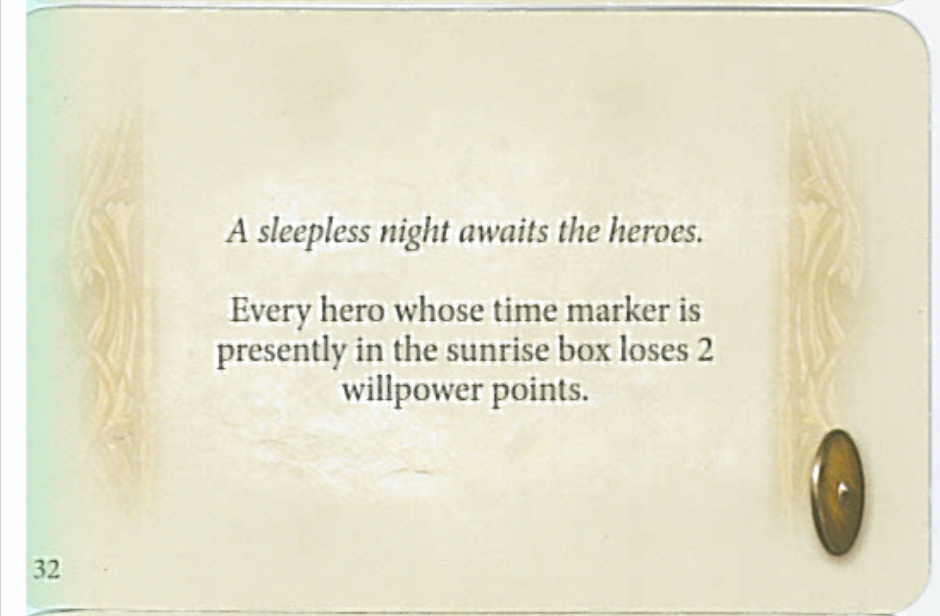 A sleepless night awaits the heroes.
Every hero whose time marker is
presently in the sunrise box loses 2
willpower points.
32